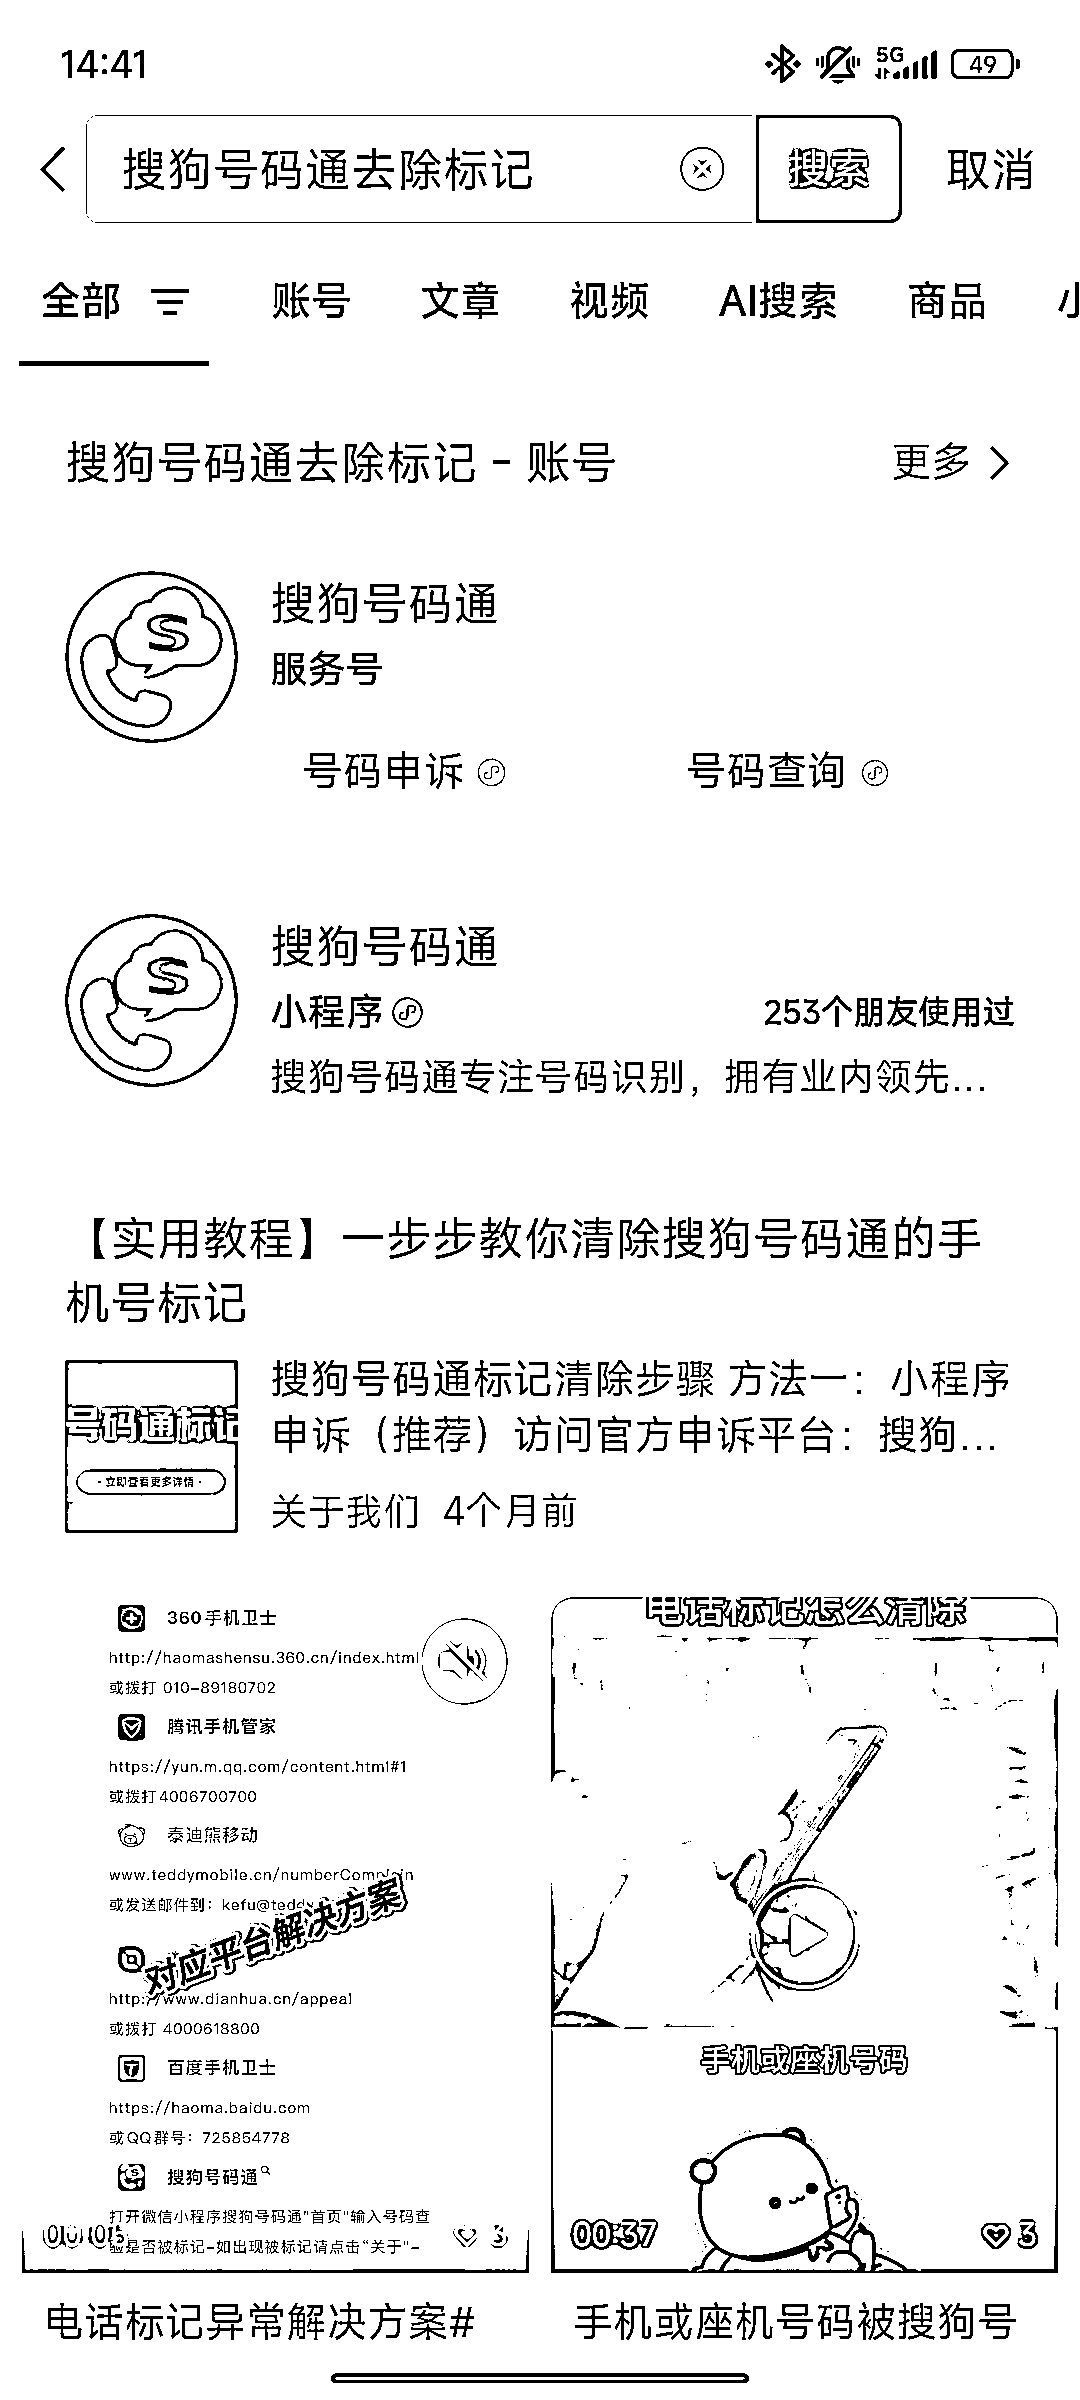 14:41
5G
49
搜狗号码通去除标记
搜索
取消
全部
账号
文章
视频
AI搜索
商品
搜狗号码通去除标记 - 账号
更多
搜狗号码通
服务号
号码申诉
号码查询
搜狗号码通
小程序
253个朋友使用过
搜狗号码通专注号码识别，拥有业内领先...
【实用教程】一步步教你清除搜狗号码通的手
机号标记
号码通标记
·立即查看更多详情·
搜狗号码通标记清除步骤 方法一：小程序
申诉（推荐）访问官方申诉平台：搜狗...
关于我们 4个月前
360手机卫士
http://haomashensu.360.cn/index.html
或拨打 010-89180702
腾讯手机管家
https://yun.m.qq.com/content.html#1
或拨打4006700700
泰迪熊移动
www.teddymobile.cn/numberComplain
或发送邮件到：kefu@teddy
对应平台解决方案
http://www.dianhua.cn/appeal
或拨打 4000618800
百度手机卫士
https://haoma.baidu.com
或QQ群号：725854778
搜狗号码通
打开微信小程序搜狗号码通"首页"输入号码查
验是否被标记-如出现被标记请点击"关于"-
3
电话标记异常解决方案#
电话标记怎么清除
手机或座机号码
00:37
3
手机或座机号码被搜狗号